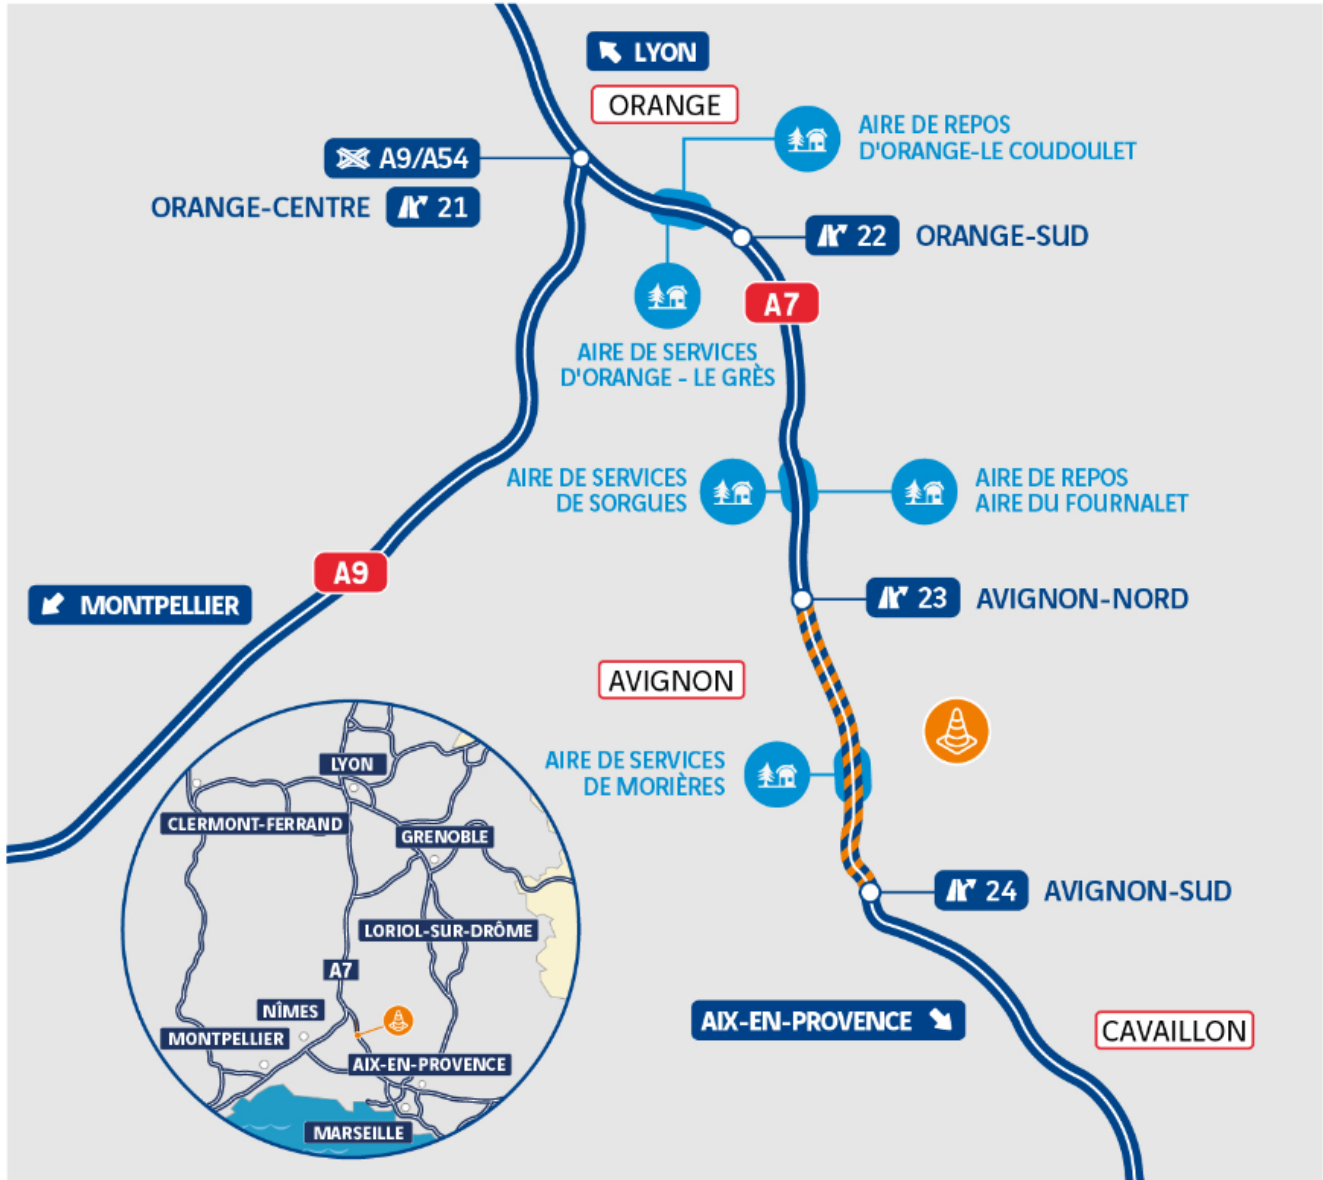 LYON
ORANGE
AIRE DE REPOS
D'ORANGE-LE COUDOULET
A9/A54
ORANGE-CENTRE 21
22 ORANGE-SUD
A7
AIRE DE SERVICES
D'ORANGE - LE GRÈS
AIRE DE SERVICES
DE SORGUES
AIRE DE REPOS
AIRE DU FOURNALET
A9
MONTPELLIER
23 AVIGNON-NORD
AVIGNON
AIRE DE SERVICES
DE MORIÈRES
24 AVIGNON-SUD
AIX-EN-PROVENCE
CAVAILLON
LYON
CLERMONT-FERRAND
GRENOBLE
LORIOL-SUR-DRÔME
A7
NÎMES
MONTPELLIER
AIX-EN-PROVENCE
MARSEILLE